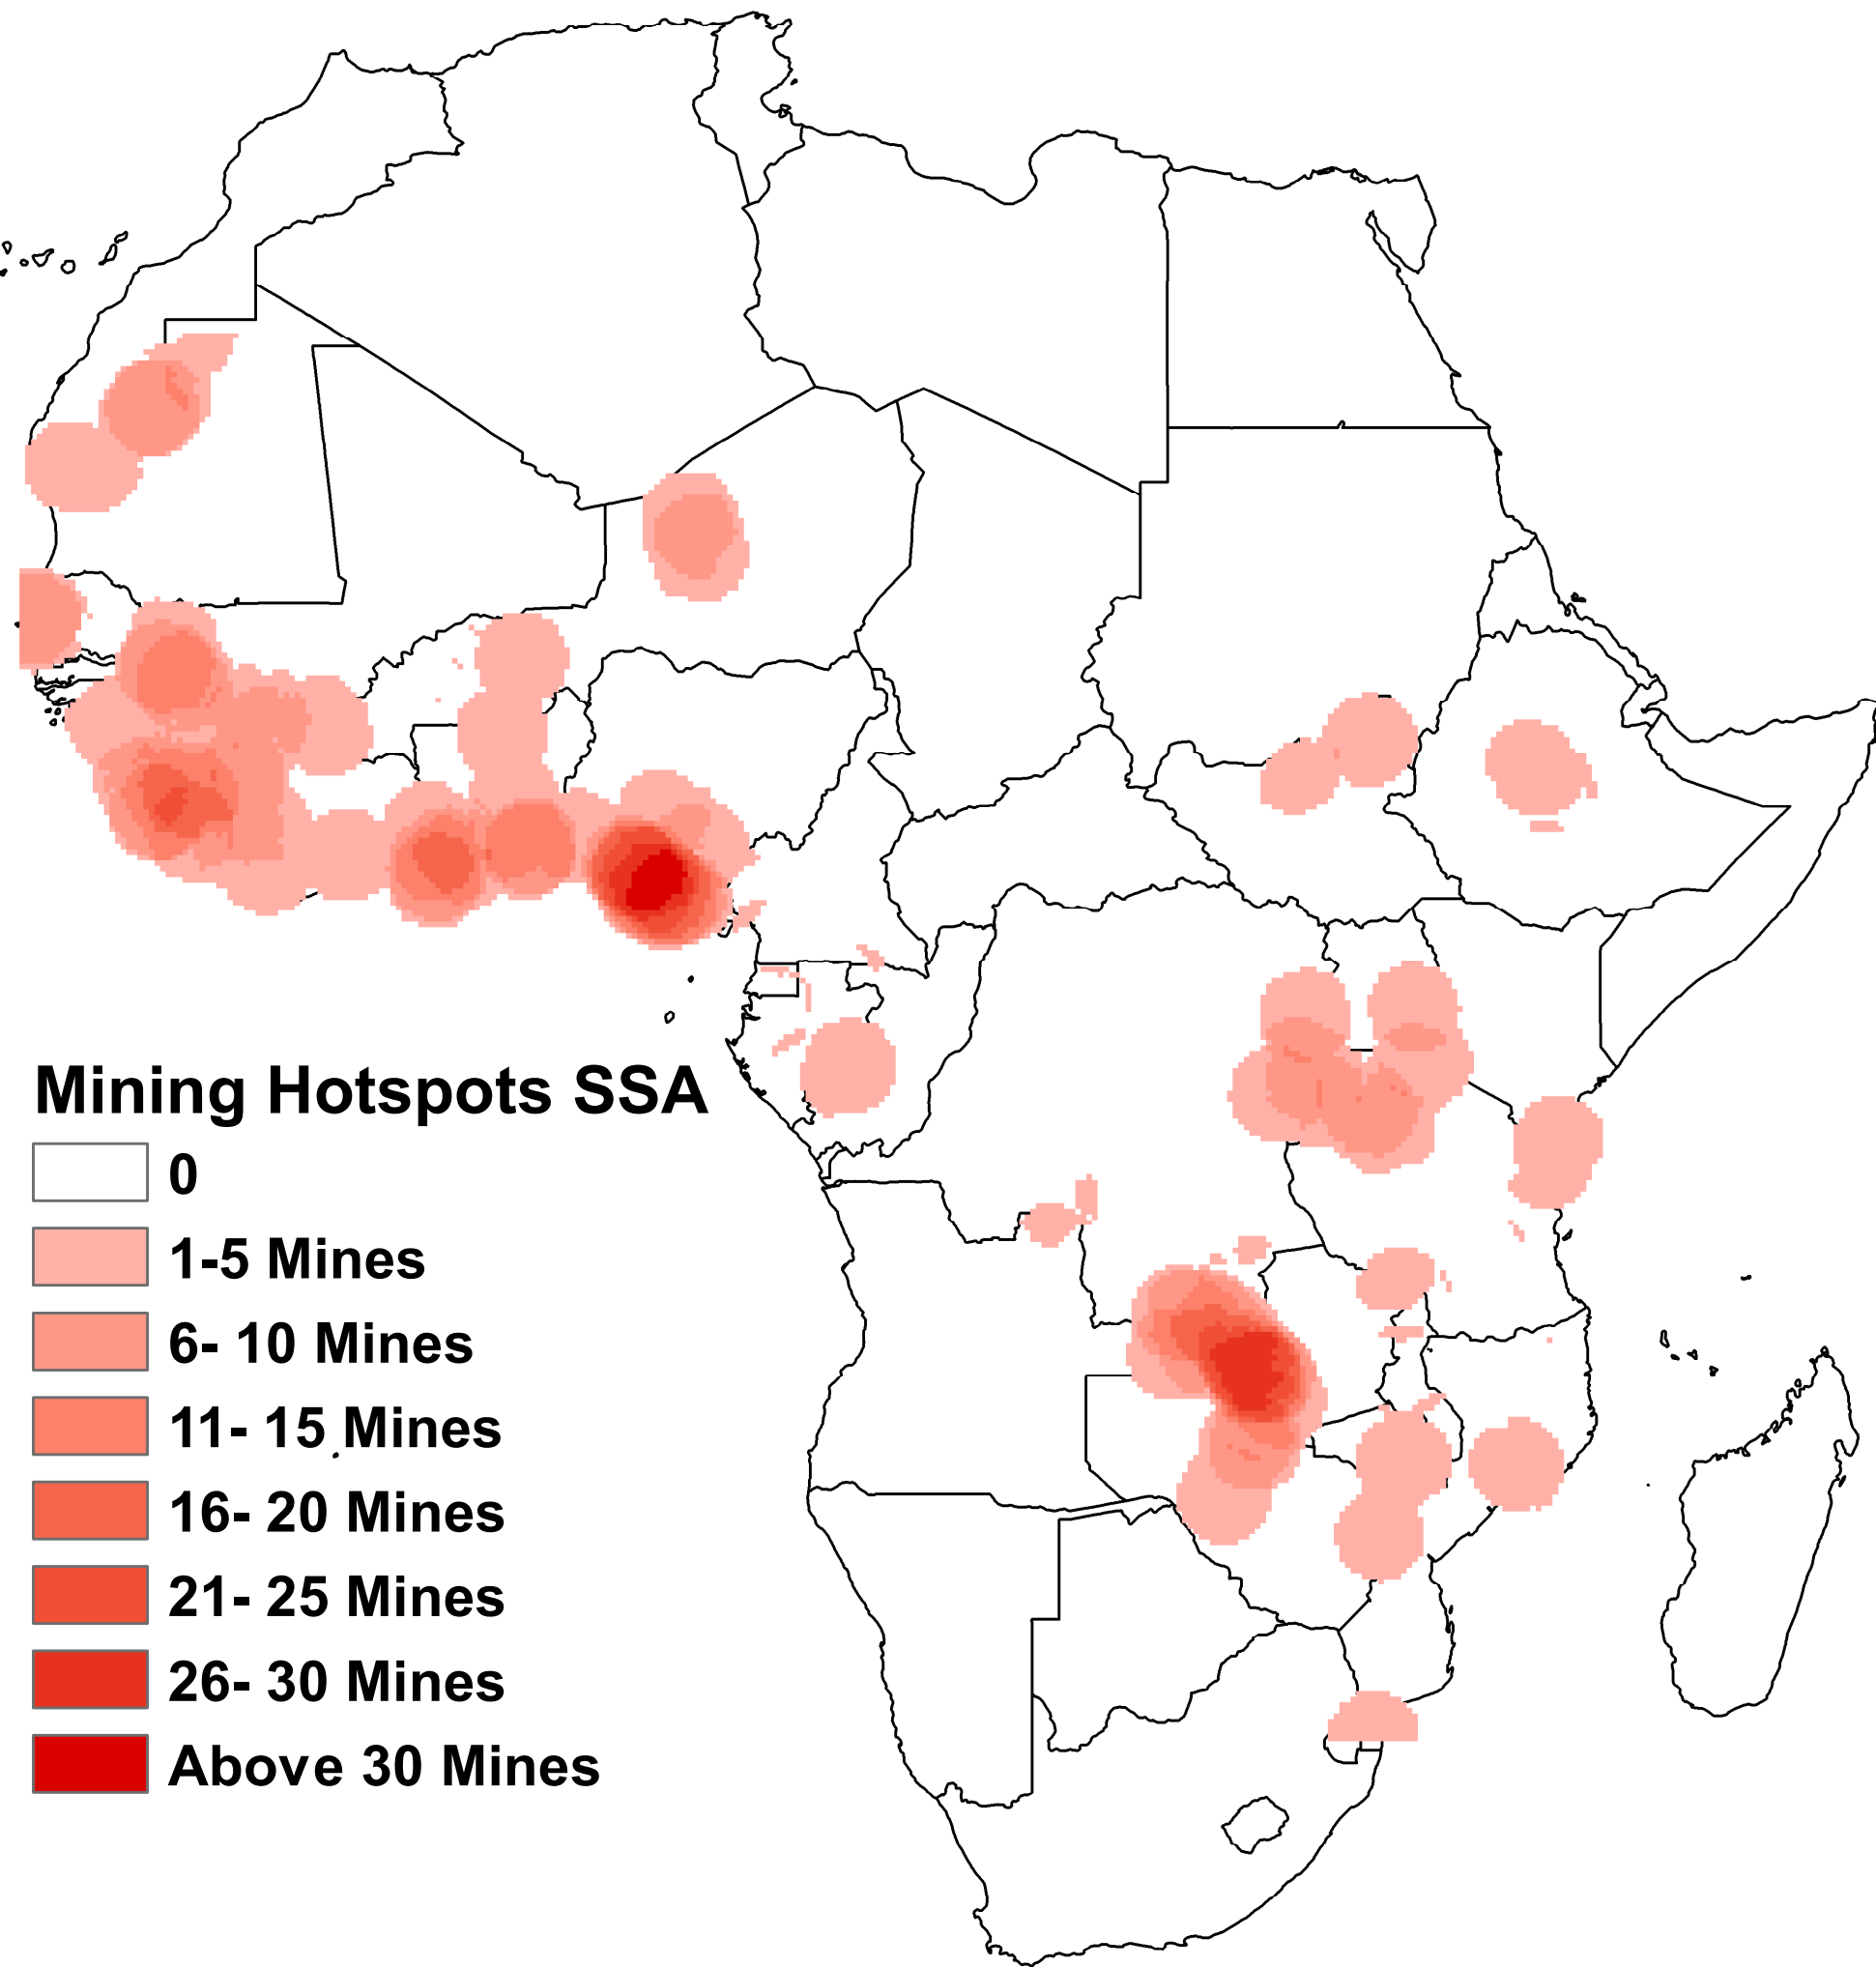 Mining Hotspots SSA
0
1-5 Mines
6- 10 Mines
11- 15 Mines
16- 20 Mines
21- 25 Mines
26- 30 Mines
Above 30 Mines